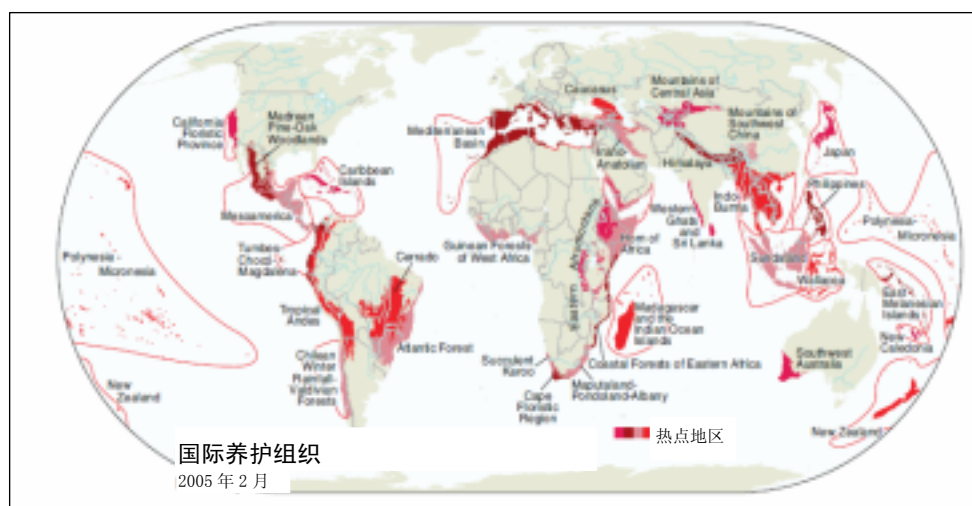 California
Floristic
Province
Madrean
Pine-Oak
Woodlands
Caribbean
Islands
Mesoamerica
Tumbes-
Chocó-
Magdalena
Polynesia-
Micronesia
Tropical
Andes
Cerrado
Atlantic Forest
Chilean
Winter
Rainfall-
Valdivian
Forests
New
Zealand
Mediterranean
Basin
Caucasus
Irano-
Anatolian
Mountains of
Central Asia
Mountains of
Southwest
China
Himalaya
Japan
Philippines
Indo-
Burma
Western
Ghats
and
Sri Lanka
Polynesia-
Micronesia
Guinean Forests
of West Africa
Eastern Afromontane
Horn of
Africa
Sundaland
Wallacea
East
Melanesian
Islands
New
Caledonia
Madagascar
and the
Indian Ocean
Islands
Coastal Forests of Eastern Africa
Succulent
Karoo
Cape
Floristic
Region
Maputaland-
Pondoland-Albany
Southwest
Australia
New Zealand
热点地区
国际养护组织
2005 年 2 月